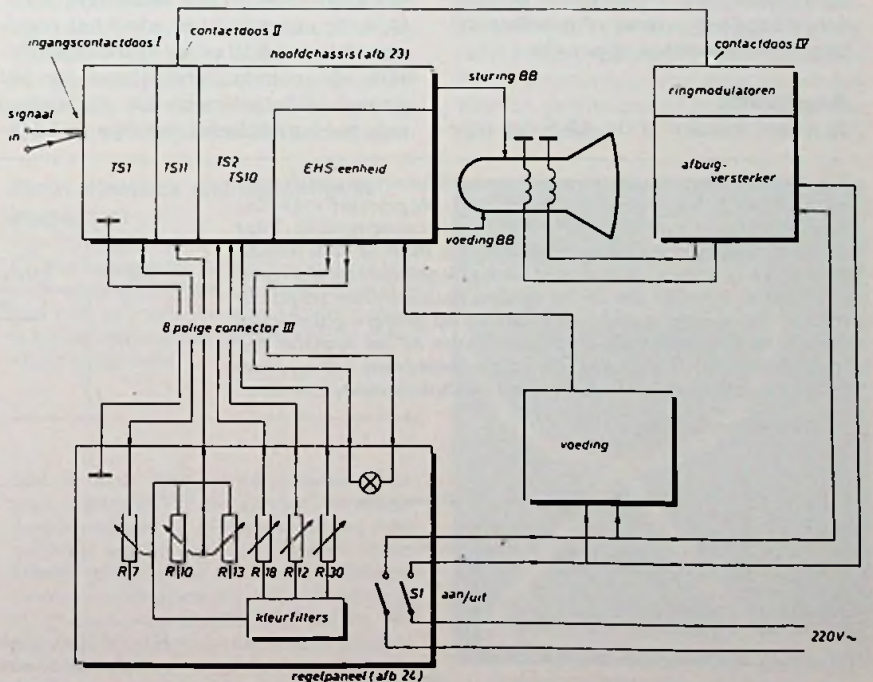 ingangscontactdoos I
contactdoos II
hoofdchassis (afb 23)
contactdoos IV
signaal
in
TS1
TS11
TS2
TS10
EHS eenheid
sturing BB
voeding BB
ringmodulatoren
afbuig-
versterker
8 polige connector III
voeding
R 7
R 10
R 13
R 18
R 12
R 30
kleurfilters
S1
aan/uit
220V~
regelpaneel (afb 24)